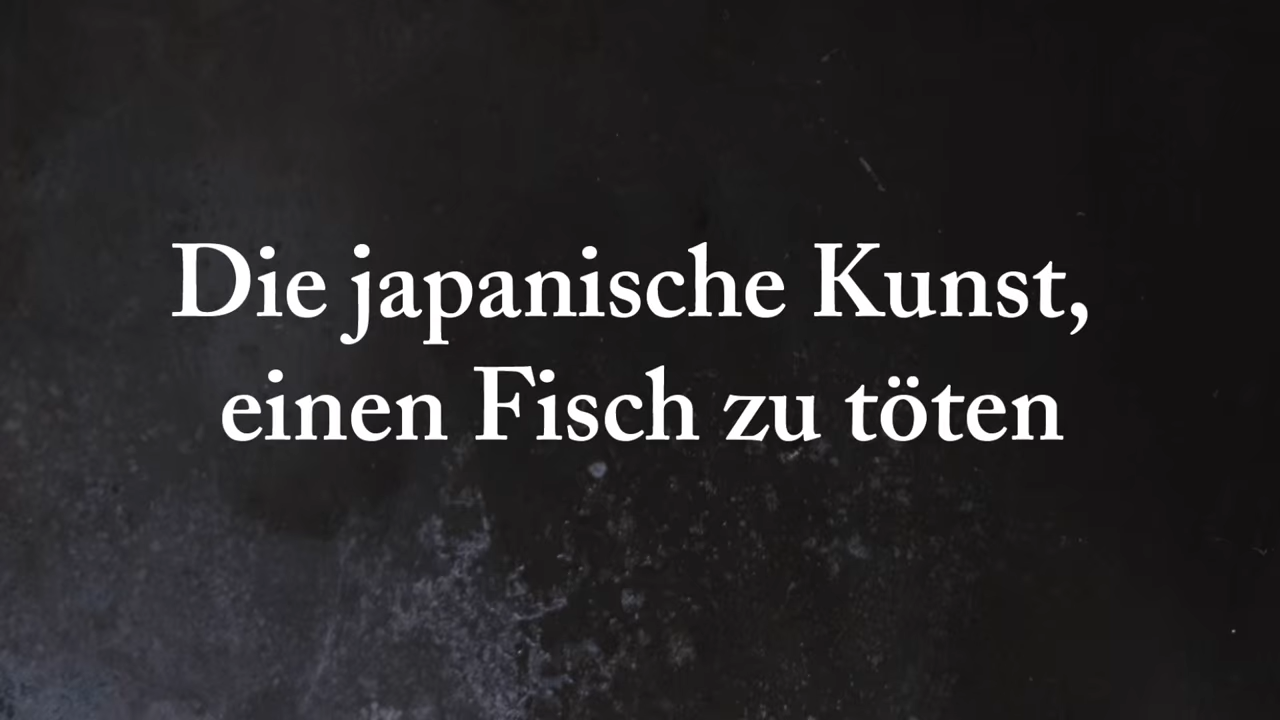 Die japanische Kunst,
einen Fisch zu töten